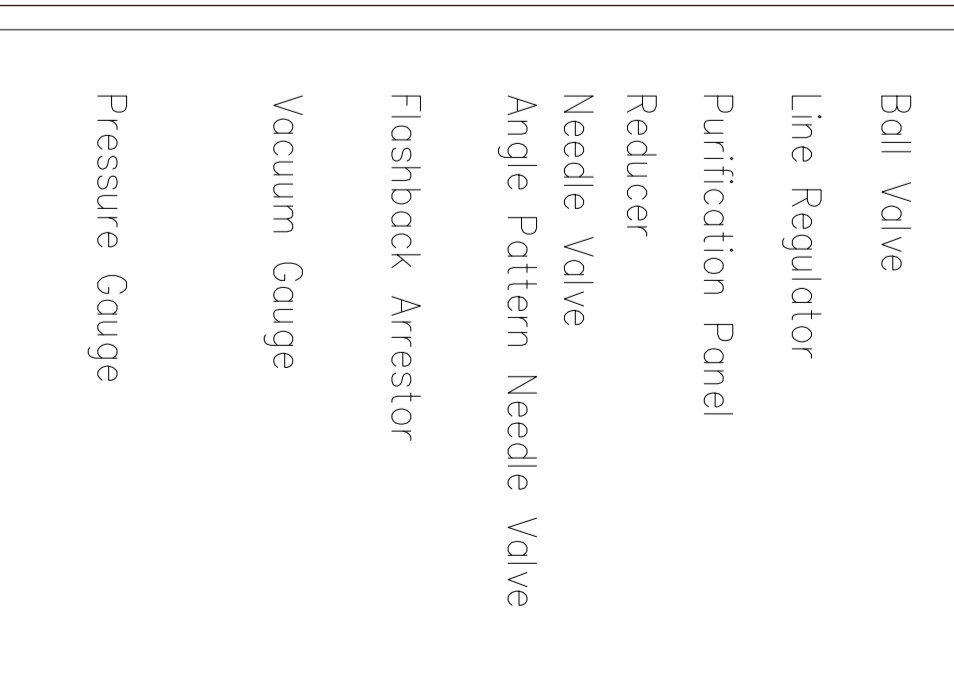 Ball Valve
Line Regulator
Purification Panel
Reducer
Needle Valve
Angle Pattern Needle Valve
Flashback Arrestor
Vacuum Gauge
Pressure Gauge